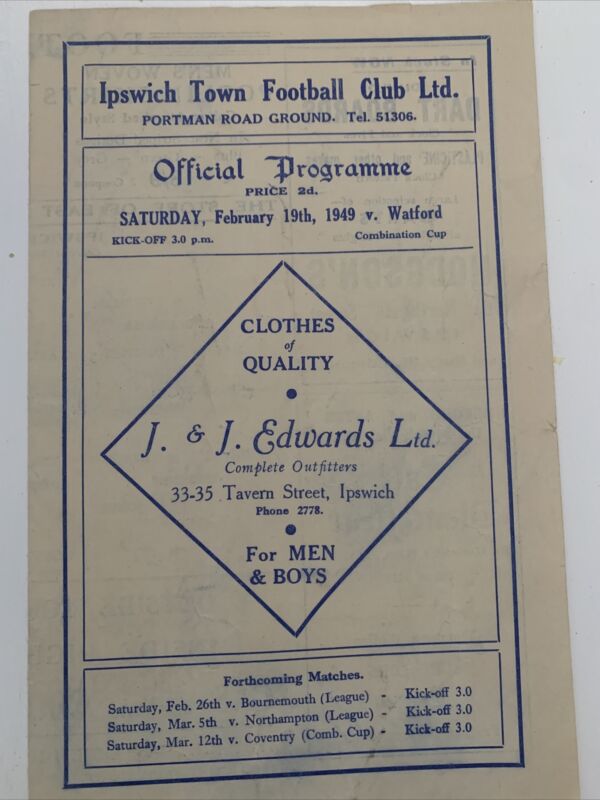 Ipswich Town Football Club Ltd.
PORTMAN ROAD GROUND. Tel. 51306.
Official Programme
PRICE 2d.
SATURDAY, February 19th, 1949 v. Watford
KICK-OFF 3.0 p.m. Combination Cup
CLOTHES
of
QUALITY
J. & J. Edwards Ltd.
Complete Outfitters
33-35 Tavern Street, Ipswich
Phone 2778.
For MEN
& BOYS
Forthcoming Matches.
Saturday, Feb. 26th v. Bournemouth (League) - Kick-off 3.0
Saturday, Mar. 5th v. Northampton (League) - Kick-off 3.0
Saturday, Mar. 12th v. Coventry (Comb. Cup) - Kick-off 3.0